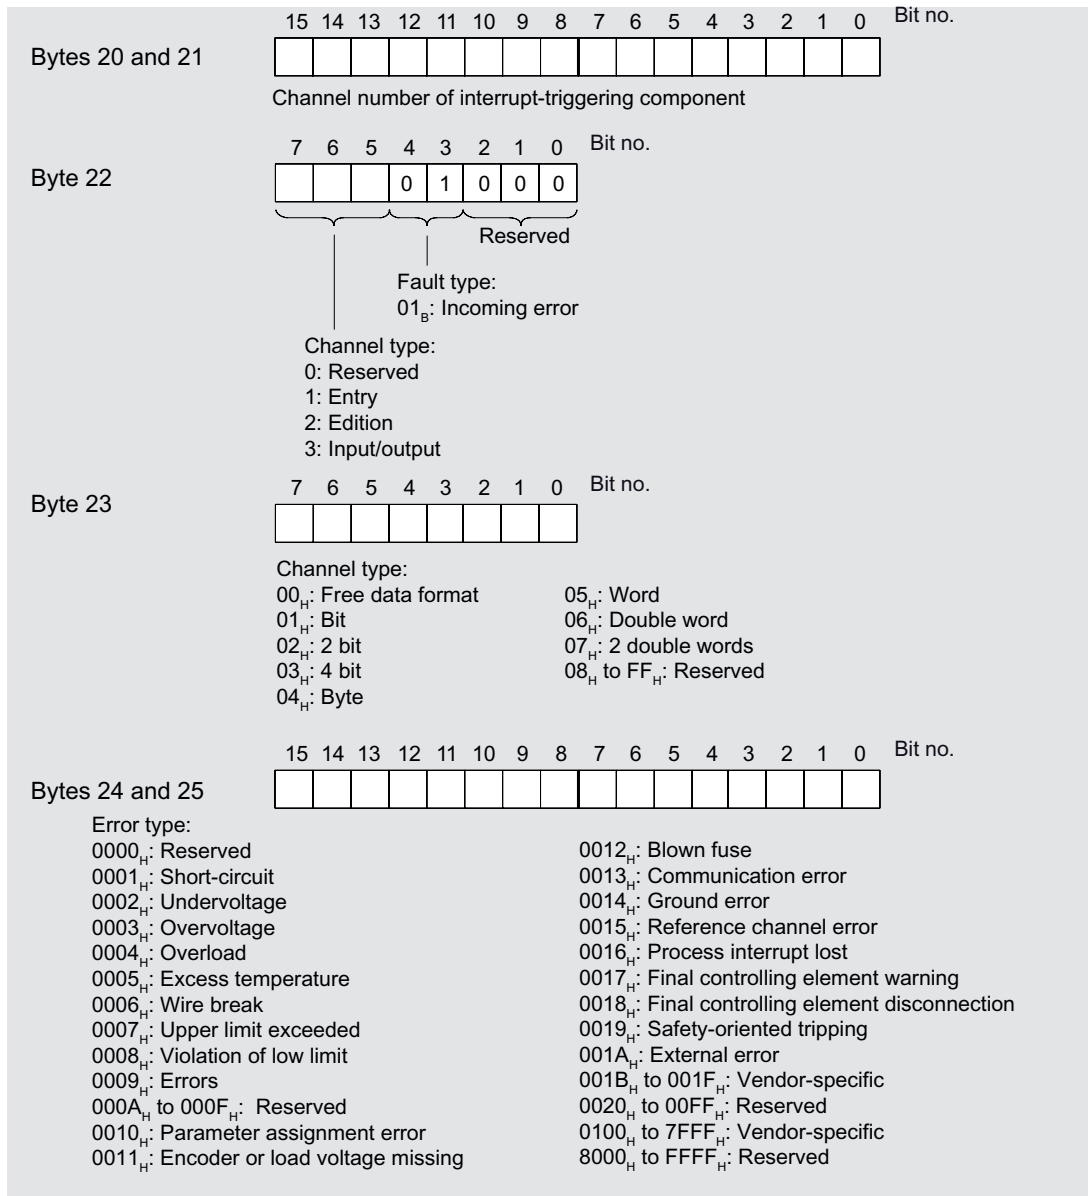 15 14 13 12 11 10 9 8 7 6 5 4 3 2 1 0 Bit no.
Bytes 20 and 21
Channel number of interrupt-triggering component
7 6 5 4 3 2 1 0 Bit no.
Byte 22
0 1 0 0 0
Reserved
Fault type:
01B: Incoming error
Channel type:
0: Reserved
1: Entry
2: Edition
3: Input/output
7 6 5 4 3 2 1 0 Bit no.
Byte 23
Channel type:
00H: Free data format
01H: Bit
02H: 2 bit
03H: 4 bit
04H: Byte
05H: Word
06H: Double word
07H: 2 double words
08H to FFH: Reserved
15 14 13 12 11 10 9 8 7 6 5 4 3 2 1 0 Bit no.
Bytes 24 and 25
Error type:
0000H: Reserved
0001H: Short-circuit
0002H: Undervoltage
0003H: Overvoltage
0004H: Overload
0005H: Excess temperature
0006H: Wire break
0007H: Upper limit exceeded
0008H: Violation of low limit
0009H: Errors
000AH to 000FH: Reserved
0010H: Parameter assignment error
0011H: Encoder or load voltage missing
0012H: Blown fuse
0013H: Communication error
0014H: Ground error
0015H: Reference channel error
0016H: Process interrupt lost
0017H: Final controlling element warning
0018H: Final controlling element disconnection
0019H: Safety-oriented tripping
001AH: External error
001BH to 001FH: Vendor-specific
0020H to 00FFH: Reserved
0100H to 7FFFH: Vendor-specific
8000H to FFFFH: Reserved